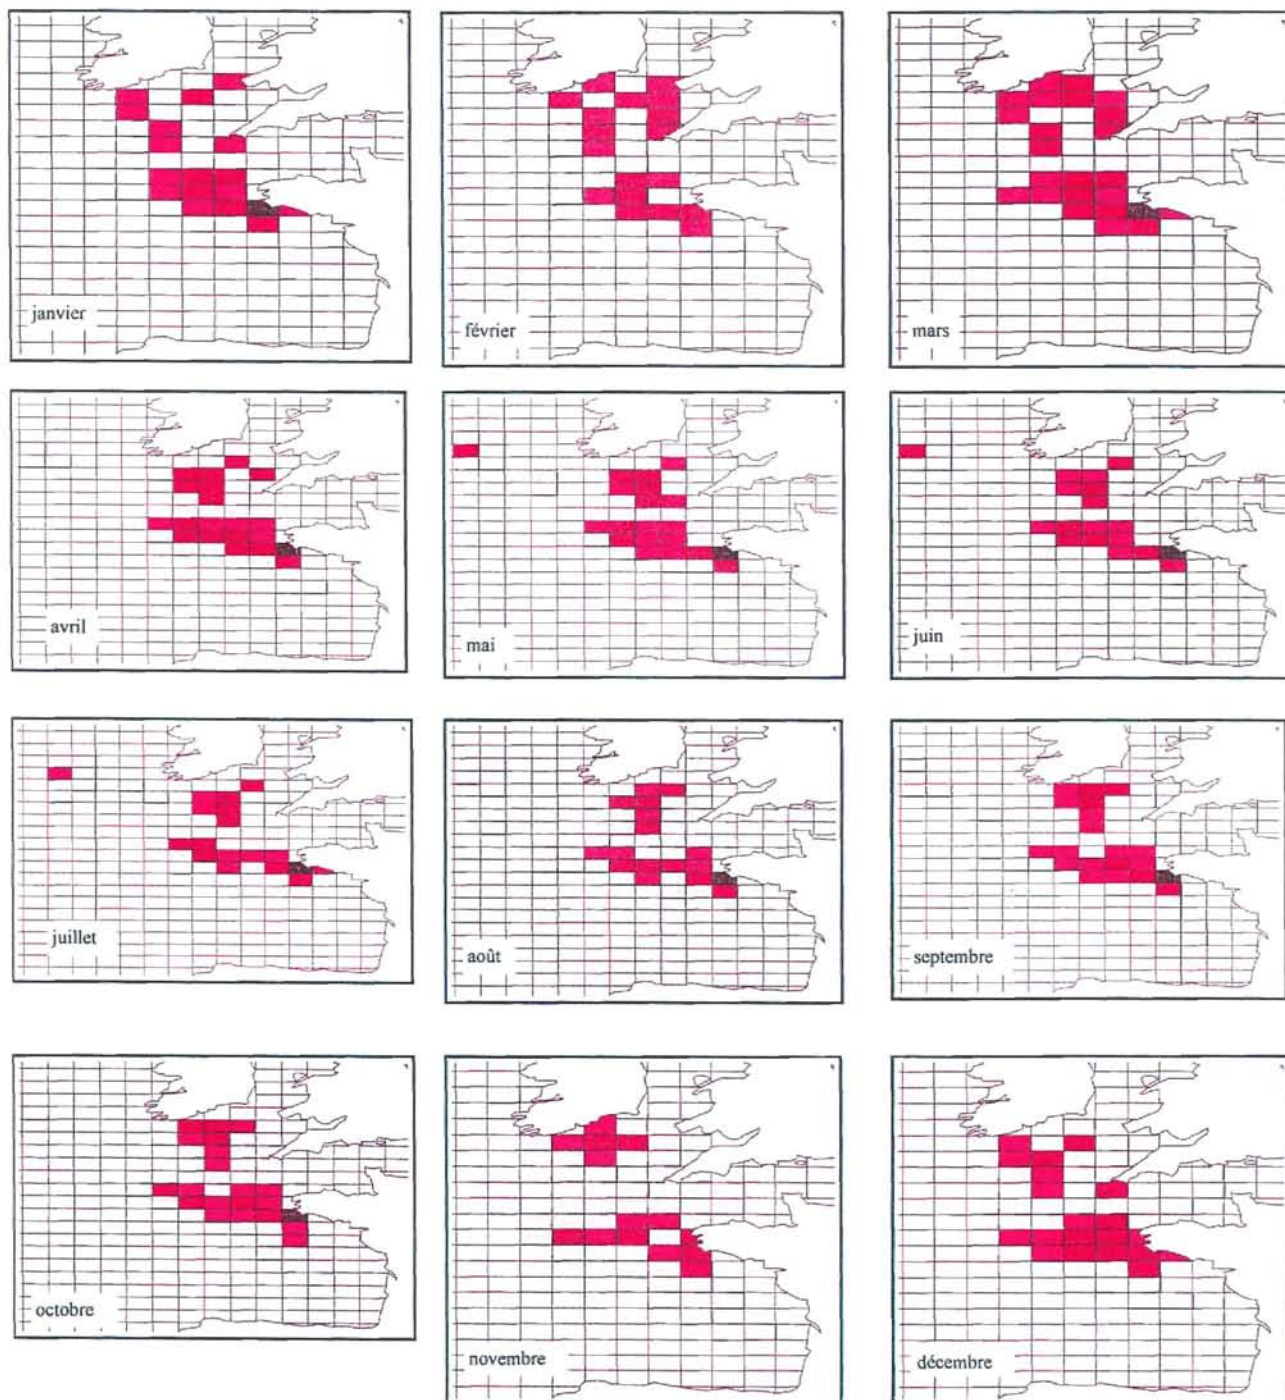 janvier
février
mars
avril
mai
juin
juillet
août
septembre
octobre
novembre
décembre